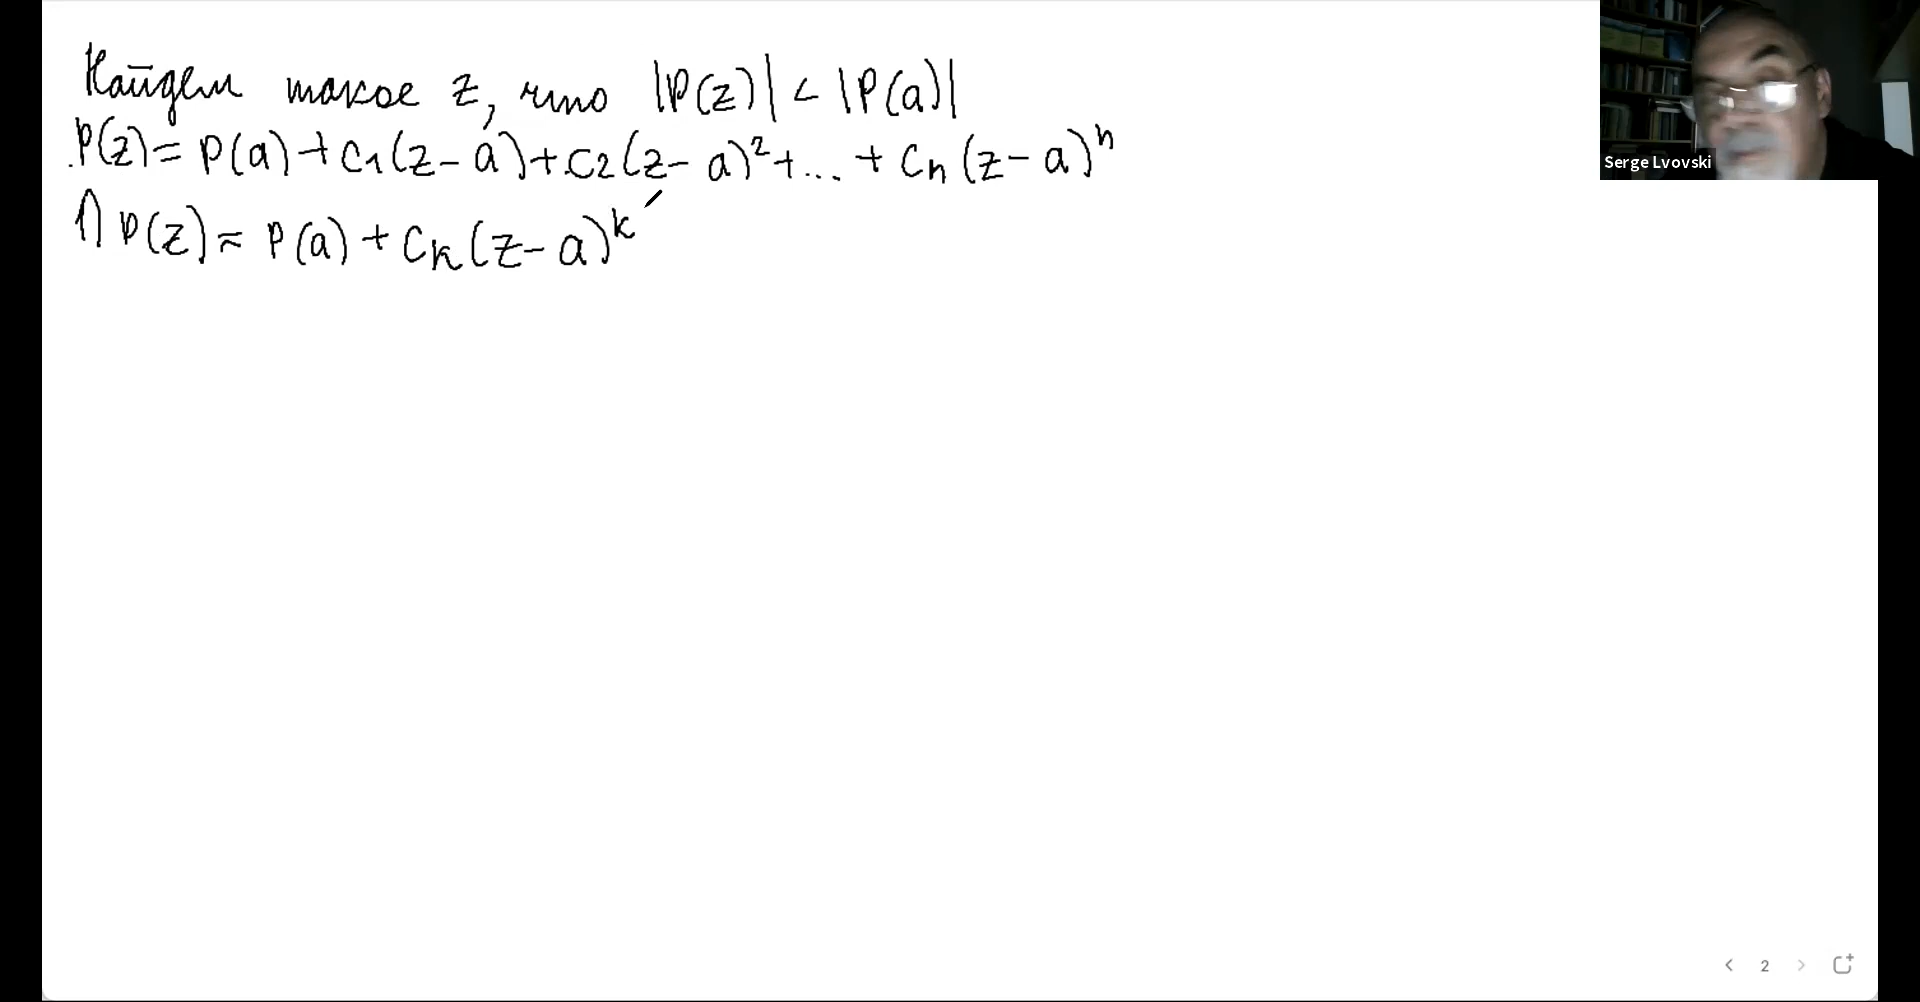 Найдем такое z, что |P(z)| < |P(a)|
P(z) = P(a) + c₁(z - a) + c₂(z - a)² + ... + cₙ(z - a)ⁿ
1) P(z) ≈ P(a) + cₖ(z - a)ᵏ
Serge Lvovski
2